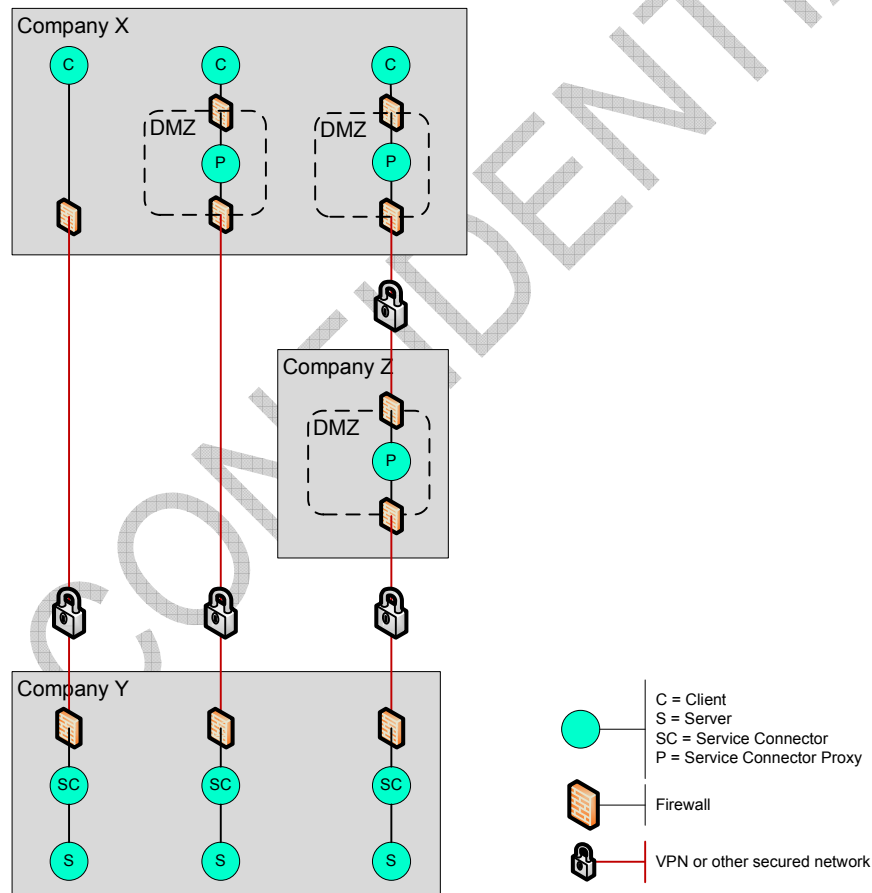 Company X
C
C
C
DMZ
DMZ
P
P
Company Z
DMZ
P
Company Y
SC
SC
SC
S
S
S
C = Client
S = Server
SC = Service Connector
P = Service Connector Proxy
Firewall
VPN or other secured network
CONFIDENTI